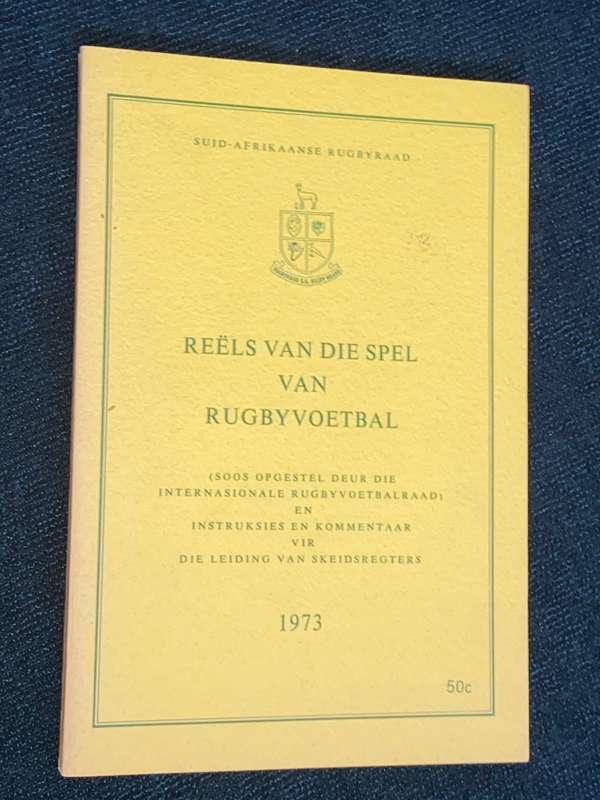 SUID-AFRIKAANSE RUGBYRAAD
REËLS VAN DIE SPEL
VAN
RUGBYVOETBAL
(SOOS OPGESTEL DEUR DIE
INTERNASIONALE RUGBYVOETBALRAAD)
EN
INSTRUKSIES EN KOMMENTAAR
VIR
DIE LEIDING VAN SKEIDSREGTERS
1973
50c